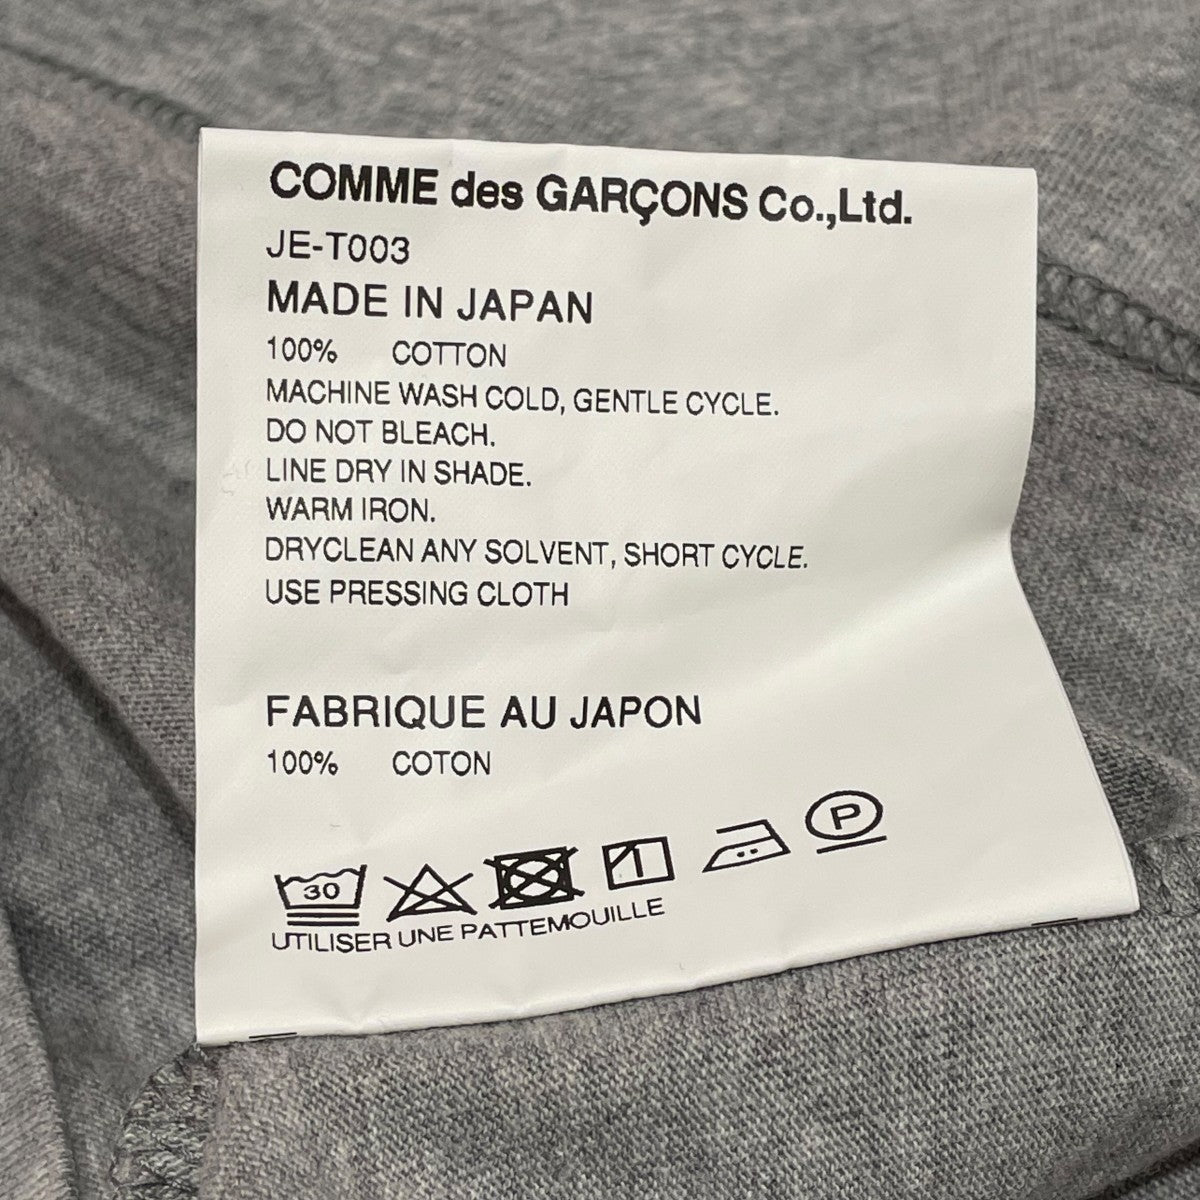 COMME des GARÇONS Co.,Ltd.
JE-T003
MADE IN JAPAN
100% COTTON
MACHINE WASH COLD, GENTLE CYCLE.
DO NOT BLEACH.
LINE DRY IN SHADE.
WARM IRON.
DRYCLEAN ANY SOLVENT, SHORT CYCLE.
USE PRESSING CLOTH
FABRIQUE AU JAPON
100% COTON
30
P
UTILISER UNE PATTEMOUILLE